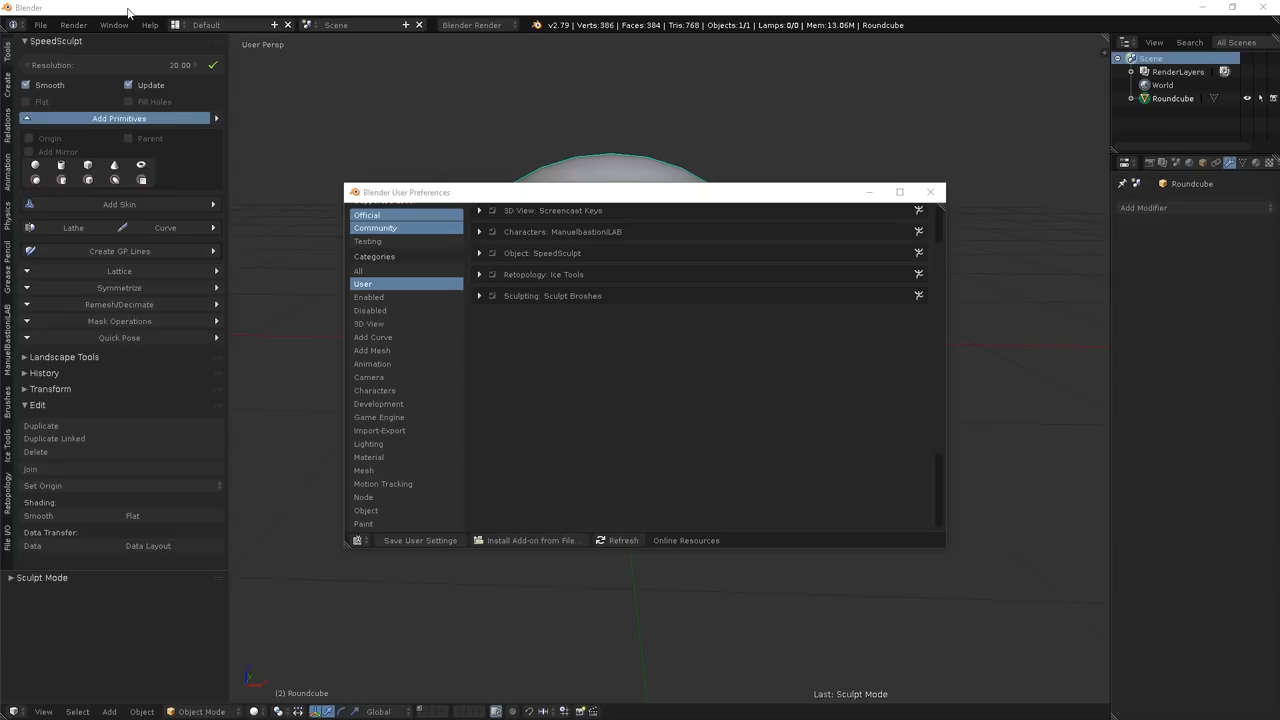 Blender
File Render Window Help Default Scene Blender Render v2.79 | Verts:386 | Faces:384 | Tris:768 | Objects:1/1 | Lamps:0/0 | Mem:13.06M | Roundcube
View Search All Scenes
SpeedSculpt
Resolution: 20.00
Smooth Update
Flat Fill Holes
Add Primitives
Origin Parent
Add Mirror
Add Skin
Lathe Curve
Create GP Lines
Lattice
Symmetrize
Remesh/Decimate
Mask Operations
Quick Pose
Landscape Tools
History
Transform
Edit
Duplicate
Duplicate Linked
Delete
Join
Set Origin
Shading:
Smooth Flat
Data Transfer:
Data Data Layout
Sculpt Mode
Tools
Create
Relations
Animation
Physics
Grease Pencil
ManuelBastioniLAB
Brushes
Ice Tools
Retopology
File I/O
User Persp
Blender User Preferences
Official
Community
Testing
Categories
All
User
Enabled
Disabled
3D View
Add Curve
Add Mesh
Animation
Camera
Characters
Development
Game Engine
Import-Export
Lighting
Material
Mesh
Motion Tracking
Node
Object
Paint
3D View: Screencast Keys
Characters: ManuelbastioniLAB
Object: SpeedSculpt
Retopology: Ice Tools
Sculpting: Sculpt Broshes
Save User Settings Install Add-on from File... Refresh Online Resources
Scene
RenderLayers
World
Roundcube
Roundcube
Add Modifier
(2) Roundcube
Last: Sculpt Mode
View Select Add Object Object Mode Global